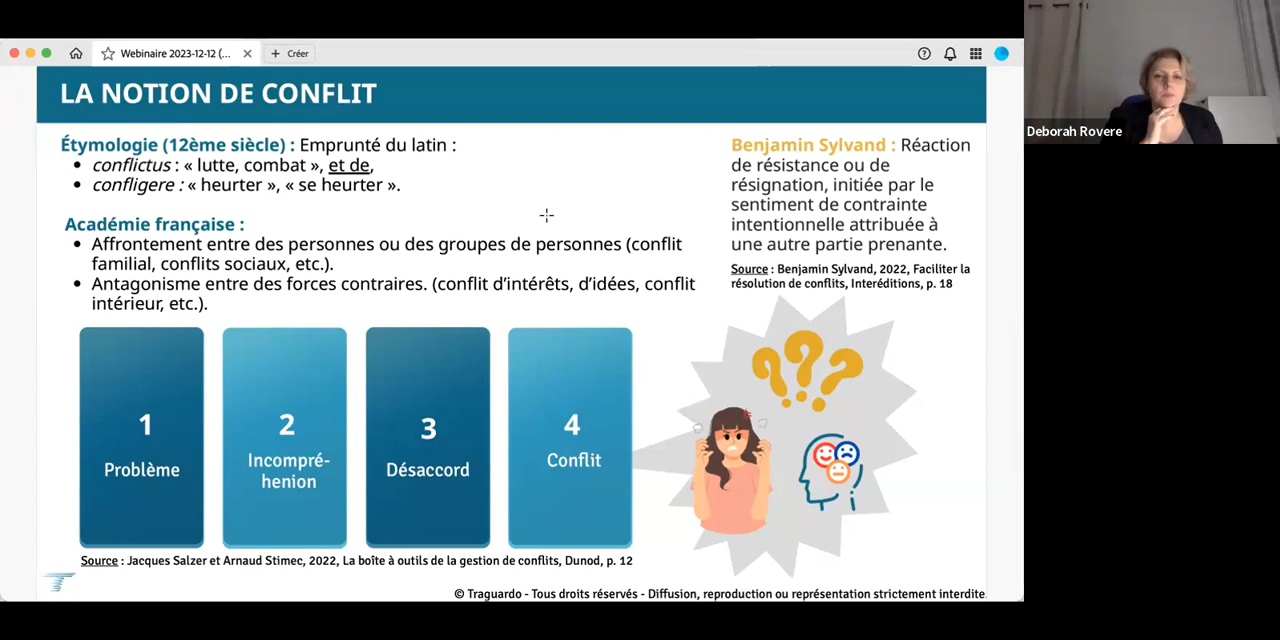 Webinaire 2023-12-12 (...
Créer
LA NOTION DE CONFLIT
Étymologie (12ème siècle) : Emprunté du latin :
• conflictus : « lutte, combat », et de,
• confligere : « heurter », « se heurter ».
Académie française :
• Affrontement entre des personnes ou des groupes de personnes (conflit
familial, conflits sociaux, etc.).
• Antagonisme entre des forces contraires. (conflit d’intérêts, d’idées, conflit
intérieur, etc.).
Benjamin Sylvand : Réaction
de résistance ou de
résignation, initiée par le
sentiment de contrainte
intentionnelle attribuée à
une autre partie prenante.
Source : Benjamin Sylvand, 2022, Faciliter la
résolution de conflits, Interéditions, p. 18
1
Problème
2
Incompré-
henion
3
Désaccord
4
Conflit
???
Source : Jacques Salzer et Arnaud Stimec, 2022, La boîte à outils de la gestion de conflits, Dunod, p. 12
© Traguardo - Tous droits réservés - Diffusion, reproduction ou représentation strictement interdite.
Deborah Rovere